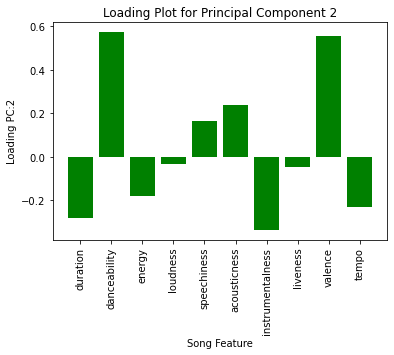 Loading Plot for Principal Component 2
Loading PC:2
0.6
0.4
0.2
0.0
−0.2
duration
danceability
energy
loudness
speechiness
acousticness
instrumentalness
liveness
valence
tempo
Song Feature